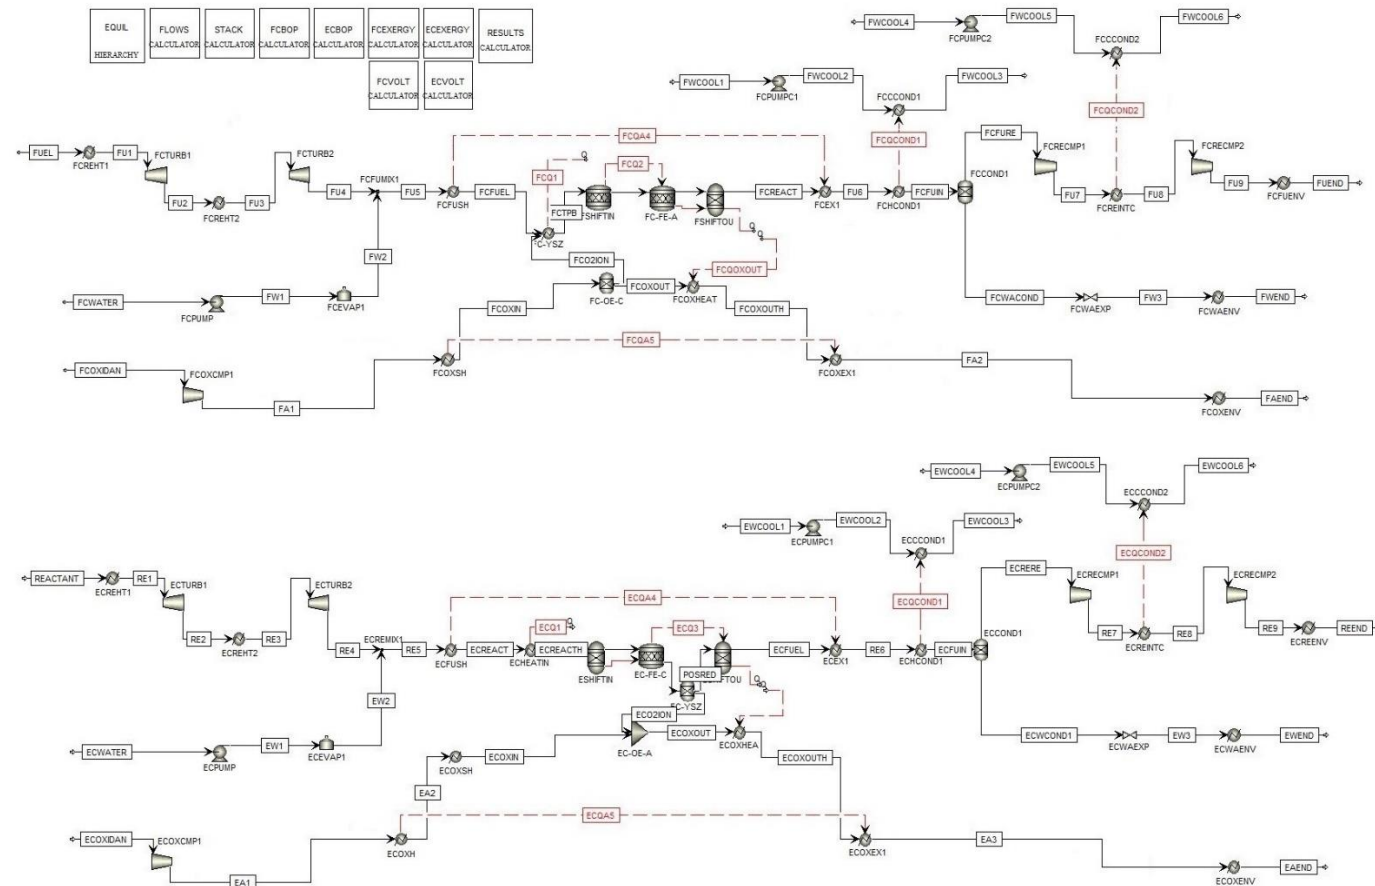 EQUIL
HIERARCHY
FLOWS
CALCULATOR
STACK
CALCULATOR
FCBOP
CALCULATOR
ECBOP
CALCULATOR
FCEXERGY
CALCULATOR
ECEXERGY
CALCULATOR
RESULTS
CALCULATOR
FCVOLT
CALCULATOR
ECVOLT
CALCULATOR
FWCOOL4
FCPUMPC2
FWCOOL5
FCCCOND2
FWCOOL6
FWCOOL1
FCPUMPC1
FWCOOL2
FCCCOND1
FWCOOL3
FCQCOND2
FCQCOND1
FUEL
FCREHT1
FU1
FCTURB1
FU2
FCREHT2
FU3
FCTURB2
FU4
FCFUMIX1
FU5
FCFUSH
FCFUEL
FCQA4
FCQ1
FCQ2
FCTPB
FSHIFTIN
FC-FE-A
FSHIFTOU
FCREACT
FCEX1
FU6
FCHCOND1
FCFUIN
FCCOND1
FCFURE
FCRECMP1
FU7
FCREINTC
FU8
FCRECMP2
FU9
FCFUENV
FUEND
FW2
FCO2ION
FCQOXOUT
FCWATER
FCPUMP
FW1
FCEVAP1
FCOXIN
FC-OE-C
FCOXOUT
FCOXHEAT
FCOXOUTH
FCWACOND
FCWAEXP
FW3
FCWAENV
FWEND
FCOXIDAN
FCOXCMP1
FA1
FCOXSH
FCQA5
FCOXEX1
FA2
FCOXENV
FAEND
EWCOOL4
ECPUMPC2
EWCOOL5
ECCCOND2
EWCOOL6
EWCOOL1
ECPUMPC1
EWCOOL2
ECCCOND1
EWCOOL3
ECQCOND2
ECQCOND1
REACTANT
ECREHT1
RE1
ECTURB1
RE2
ECREHT2
RE3
ECTURB2
RE4
ECREMIX1
RE5
ECFUSH
ECREACT
ECQA4
ECQ1
ECHEATIN
ECREACTH
ESHIFTIN
ECQ3
EC-FE-C
POSRED
EC-YSZ
ECFUEL
ECEX1
RE6
ECHCOND1
ECFUIN
ECCOND1
ECRERE
ECRECMP1
RE7
ECREINTC
RE8
ECRECMP2
RE9
ECREENV
REEND
EW2
ECO2ION
ECWATER
ECPUMP
EW1
ECEVAP1
ECOXSH
ECOXIN
EC-OE-A
ECOXOUT
ECOXHEA
ECOXOUTH
ECWCOND1
ECWAEXP
EW3
ECWAENV
EWEND
EA2
ECOXIDAN
ECOXCMP1
EA1
ECOXH
ECQA5
ECOXEX1
EA3
ECOXENV
EAEND